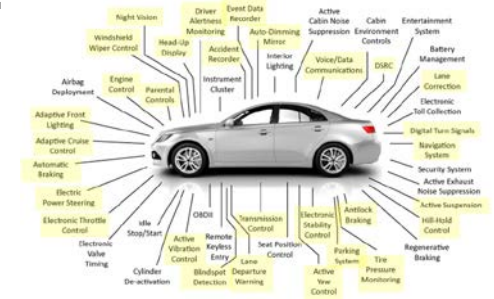 Night Vision
Driver
Alertness
Monitoring
Event Data
Recorder
Auto-Dimming
Mirror
Active
Cabin Noise
Suppression
Cabin
Environment
Controls
Entertainment
System
Windshield
Wiper Control
Head-Up
Display
Accident
Recorder
Interior
Lighting
Voice/Data
Communications
DSRC
Battery
Management
Lane
Correction
Airbag
Deployment
Engine
Control
Parental
Controls
Instrument
Cluster
Electronic
Toll Collection
Adaptive Front
Lighting
Digital Turn Signals
Adaptive Cruise
Control
Navigation
System
Automatic
Braking
Security System
Active Exhaust
Noise Suppression
Electric
Power Steering
Active Suspension
Electronic Throttle
Control
Hill-Hold
Control
Electronic
Valve
Timing
Idle
Stop/Start
OBDII
Transmission
Control
Electronic
Stability
Control
Antilock
Braking
Regenerative
Braking
Cylinder
De-activation
Active
Vibration
Control
Remote
Keyless
Entry
Seat Position
Control
Parking
System
Tire
Pressure
Monitoring
Blindspot
Detection
Lane
Departure
Warning
Active
Yaw
Control